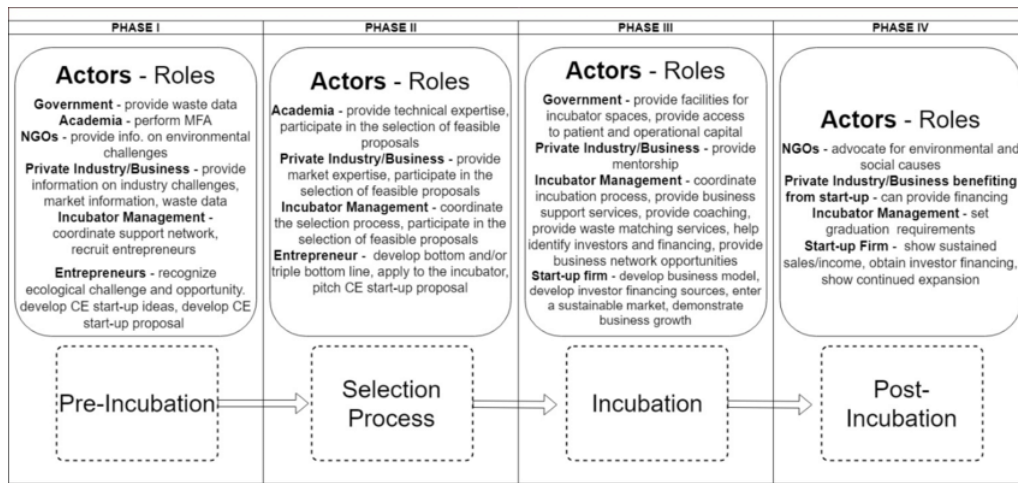 PHASE I
PHASE II
PHASE III
PHASE IV
Actors - Roles
Government - provide waste data
Academia - perform MFA
NGOs - provide info. on environmental
challenges
Private Industry/Business - provide
information on industry challenges,
market information, waste data
Incubator Management -
coordinate support network,
recruit entrepreneurs
Entrepreneurs - recognize
ecological challenge and opportunity.
develop CE start-up ideas, develop CE
start-up proposal
Actors - Roles
Academia - provide technical expertise,
participate in the selection of feasible
proposals
Private Industry/Business - provide
market expertise, participate in the
selection of feasible proposals
Incubator Management - coordinate
the selection process, participate in
the selection of feasible proposals
Entrepreneur - develop bottom and/or
triple bottom line, apply to the incubator,
pitch CE start-up proposal
Actors - Roles
Government - provide facilities for
incubator spaces, provide access
to patient and operational capital
Private Industry/Business - provide
mentorship
Incubator Management - coordinate
incubation process, provide business
support services, provide coaching,
provide waste matching services, help
identify investors and financing, provide
business network opportunities
Start-up firm - develop business model,
develop investor financing sources, enter
a sustainable market, demonstrate
business growth
Actors - Roles
NGOs - advocate for environmental and
social causes
Private Industry/Business benefiting
from start-up - can provide financing
Incubator Management - set
graduation requirements
Start-up Firm - show sustained
sales/income, obtain investor financing,
show continued expansion
Pre-Incubation
Selection
Process
Incubation
Post-
Incubation